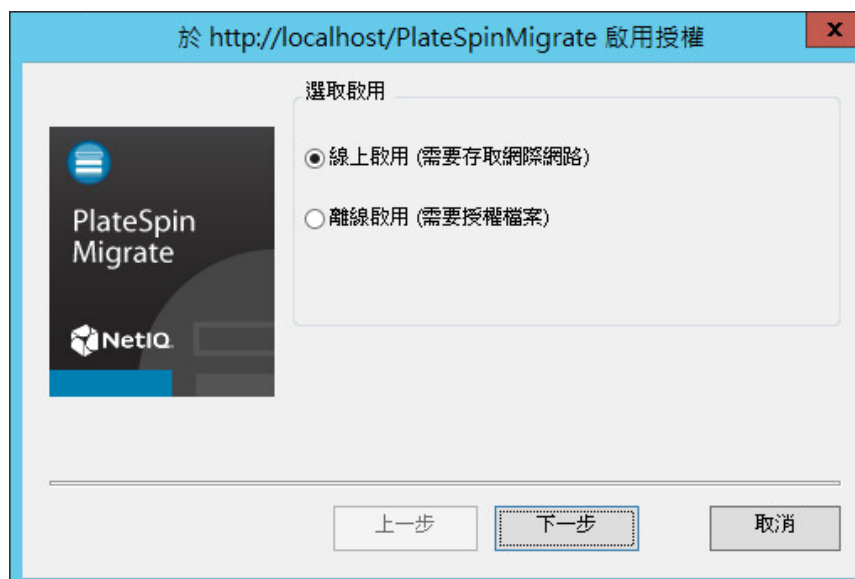 於 http://localhost/PlateSpinMigrate 啟用授權
x
選取啟用
線上啟用 (需要存取網際網路)
離線啟用 (需要授權檔案)
PlateSpin
Migrate
NetIQ
上一步
下一步
取消